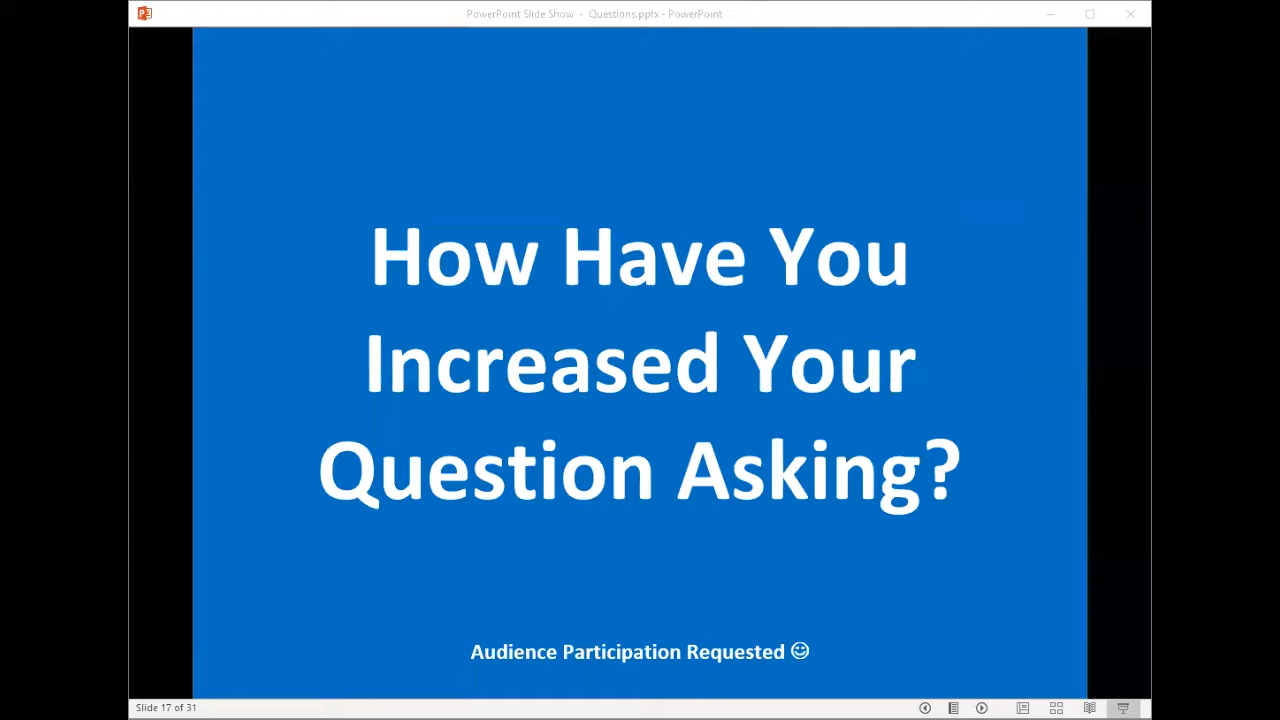 PowerPoint Slide Show - Questions.pptx - PowerPoint
How Have You
Increased Your
Question Asking?
Audience Participation Requested ☺
Slide 17 of 31